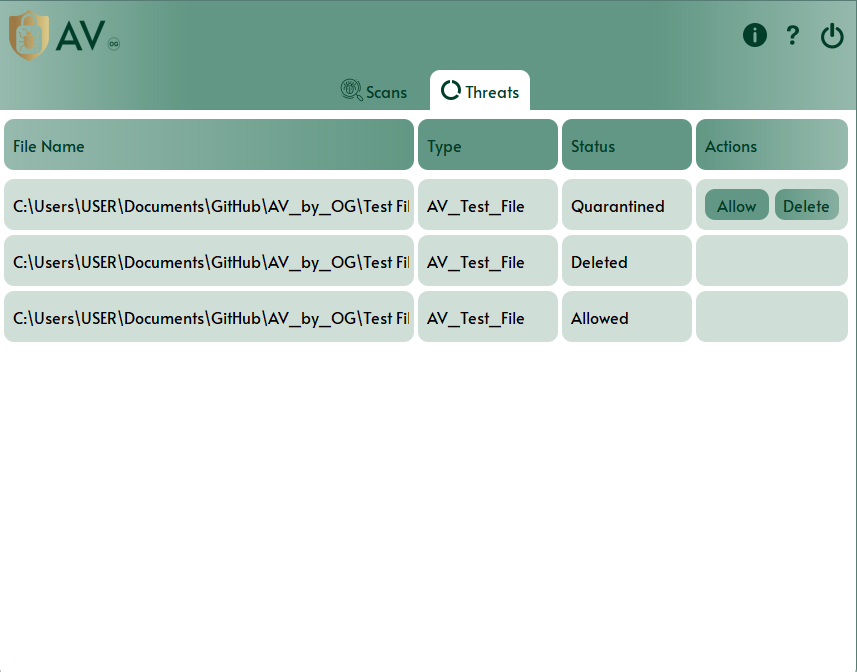 AV OG
i ?
Scans Threats
File Name Type Status Actions
C:\Users\USER\Documents\GitHub\AV_by_OG\Test Fil AV_Test_File Quarantined Allow Delete
C:\Users\USER\Documents\GitHub\AV_by_OG\Test Fil AV_Test_File Deleted
C:\Users\USER\Documents\GitHub\AV_by_OG\Test Fil AV_Test_File Allowed